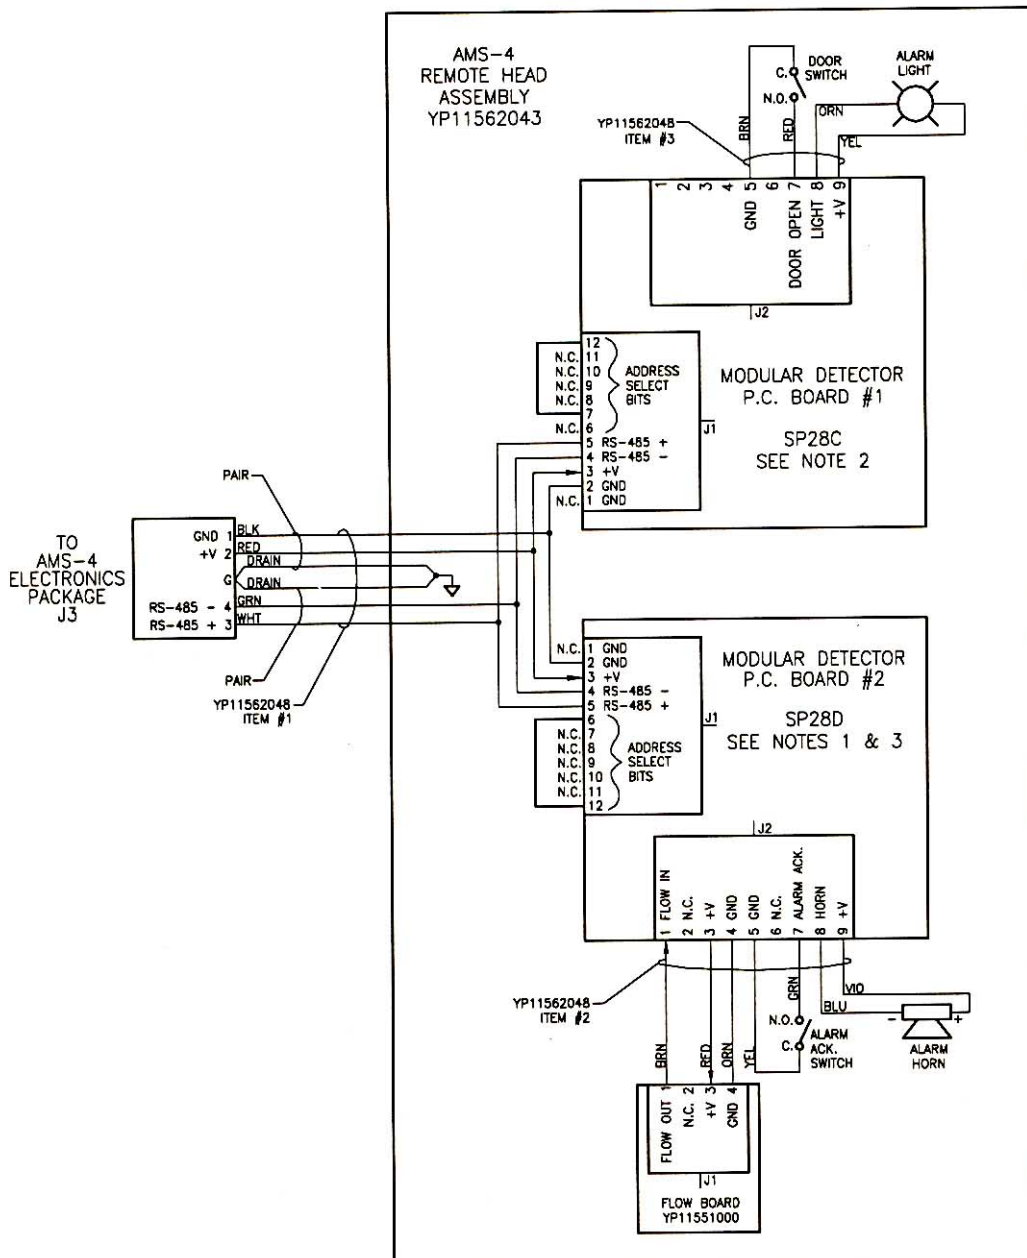 AMS-4
REMOTE HEAD
ASSEMBLY
YP11562043
DOOR
SWITCH
C.
N.O.
ALARM
LIGHT
YP11562048
ITEM #3
BRN
RED
ORN
YEL
1
2
3
4
5 GND
6
7 DOOR OPEN
8 LIGHT
9 +V
J2
12
N.C. 11
N.C. 10
N.C. 9
N.C. 8
7
N.C. 6
ADDRESS
SELECT
BITS
5 RS-485 +
4 RS-485 -
3 +V
2 GND
N.C. 1 GND
J1
MODULAR DETECTOR
P.C. BOARD #1
SP28C
SEE NOTE 2
TO
AMS-4
ELECTRONICS
PACKAGE
J3
GND 1
+V 2
G
RS-485 - 4
RS-485 + 3
BLK
RED
DRAIN
DRAIN
GRN
WHT
PAIR
PAIR
YP11562048
ITEM #1
N.C. 1 GND
2 GND
3 +V
4 RS-485 -
5 RS-485 +
6
N.C. 7
N.C. 8
N.C. 9
N.C. 10
N.C. 11
12
ADDRESS
SELECT
BITS
J1
MODULAR DETECTOR
P.C. BOARD #2
SP28D
SEE NOTES 1 & 3
J2
1 FLOW IN
2 N.C.
3 +V
4 GND
5 GND
6 N.C.
7 ALARM ACK.
8 HORN
9 +V
YP11562048
ITEM #2
BRN
RED
ORN
YEL
GRN
BLU
VIO
N.O.
C.
ALARM
ACK.
SWITCH
-
+
ALARM
HORN
FLOW OUT 1
N.C. 2
+V 3
GND 4
J1
FLOW BOARD
YP11551000